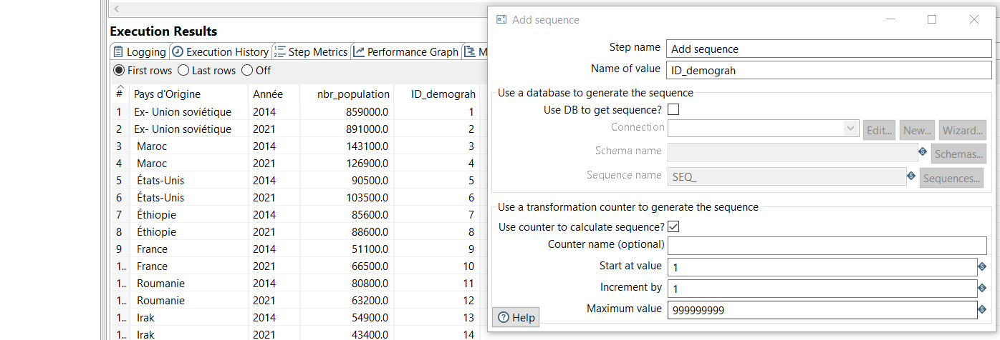 Execution Results
Logging Execution History Step Metrics Performance Graph M
First rows Last rows Off
# Pays d'Origine Année nbr_population ID_demograh
1 Ex- Union soviétique 2014 859000.0 1
2 Ex- Union soviétique 2021 891000.0 2
3 Maroc 2014 143100.0 3
4 Maroc 2021 126900.0 4
5 États-Unis 2014 90500.0 5
6 États-Unis 2021 103500.0 6
7 Éthiopie 2014 85600.0 7
8 Éthiopie 2021 88600.0 8
9 France 2014 51100.0 9
1.. France 2021 66500.0 10
1.. Roumanie 2014 80800.0 11
1.. Roumanie 2021 63200.0 12
1.. Irak 2014 54900.0 13
1.. Irak 2021 43400.0 14
Add sequence
Step name Add sequence
Name of value ID_demograh
Use a database to generate the sequence
Use DB to get sequence?
Connection Edit... New... Wizard...
Schema name Schemas...
Sequence name SEQ_ Sequences...
Use a transformation counter to generate the sequence
Use counter to calculate sequence?
Counter name (optional)
Start at value 1
Increment by 1
Maximum value 999999999
Help